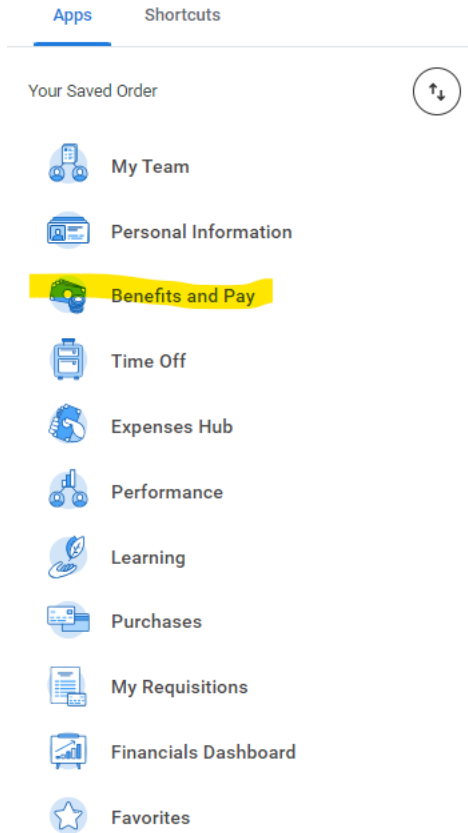 Apps Shortcuts
Your Saved Order
My Team
Personal Information
Benefits and Pay
Time Off
Expenses Hub
Performance
Learning
Purchases
My Requisitions
Financials Dashboard
Favorites